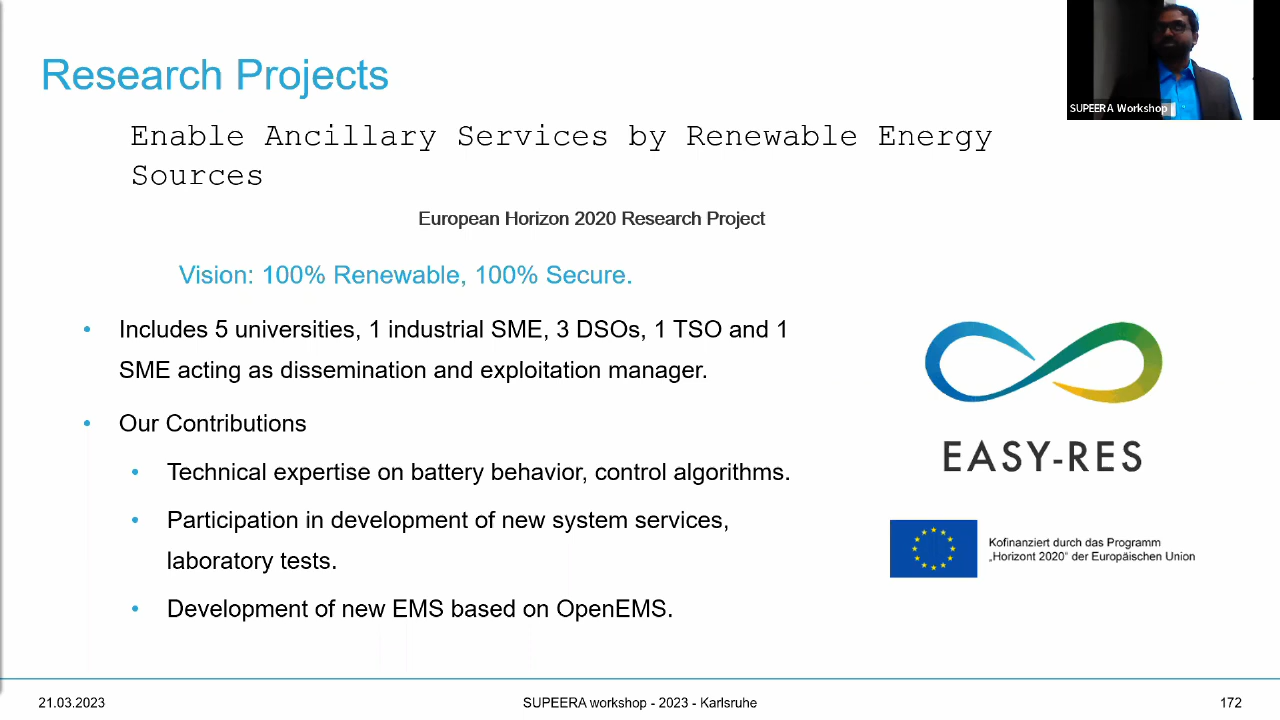 Research Projects
SUPEERA Workshop
Enable Ancillary Services by Renewable Energy
Sources
European Horizon 2020 Research Project
Vision: 100% Renewable, 100% Secure.
• Includes 5 universities, 1 industrial SME, 3 DSOs, 1 TSO and 1
SME acting as dissemination and exploitation manager.
• Our Contributions
• Technical expertise on battery behavior, control algorithms.
• Participation in development of new system services,
laboratory tests.
• Development of new EMS based on OpenEMS.
EASY-RES
Kofinanziert durch das Programm
„Horizont 2020" der Europäischen Union
21.03.2023
SUPEERA workshop - 2023 - Karlsruhe
172